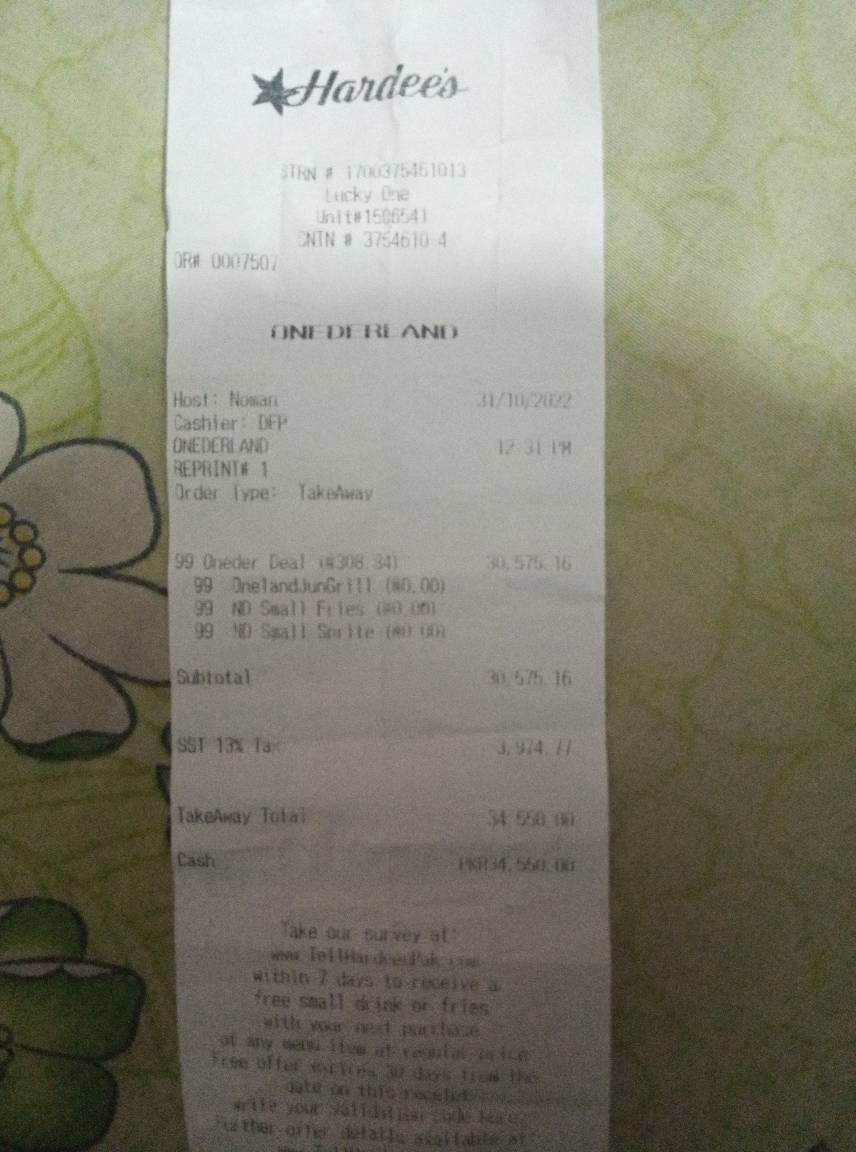 Hardee's
STRN # 1700375461013
Lucky One
Unit#1506541
CNTN # 3754610 4
OR# 0007507
ONEDERLAND
Host: Noman 31/10/2022
Cashier: DFP
ONEDERLAND 12:31 PM
REPRINT# 1
Order Type: TakeAway
99 Oneder Deal (@308.84) 30,575.16
99 OnelandJunGrill (@0.00)
99 ND Small Fries (@0.00)
99 ND Small Sprite (@0.00)
Subtotal 30,575.16
SST 13% Tax 3,974.77
TakeAway Total 34,550.00
Cash PKR34,550.00
Take our survey at:
www.TellHardeesPak.com
within 7 days to receive a
free small drink or fries
with your next purchase
of any menu item at regular price
Free offer expires 30 days from the
date on this receipt
write your validation code here
Further offer details available at